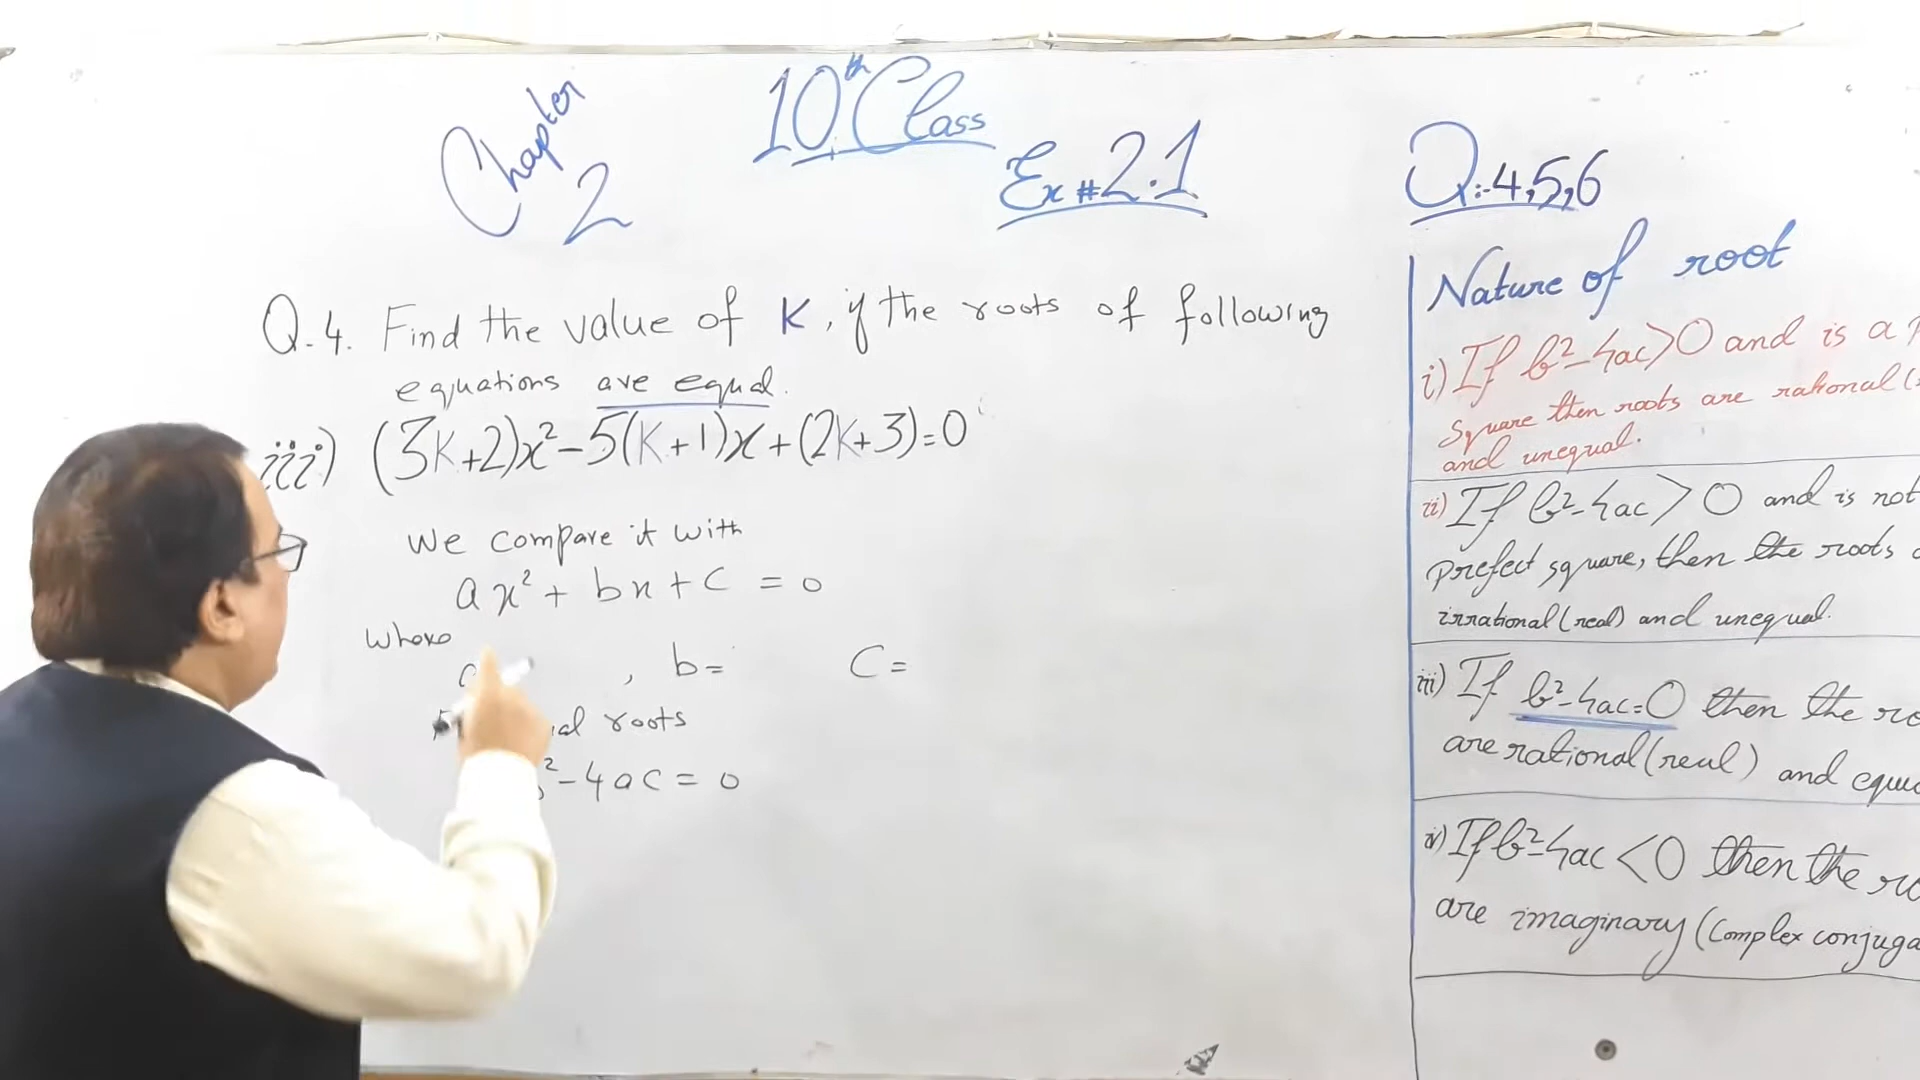 Chapter 2
10th Class
Ex # 2.1
Q:-4,5,6
Q.4. Find the value of K, if the roots of following
equations are equal.
iii) (3K+2)x²-5(K+1)x+(2K+3)=0
We compare it with
ax²+bx+c=0
where
, b= C=
roots
²-4ac=0
Nature of root
i) If b²-4ac>0 and is a
Square then roots are rational
and unequal.
ii) If b²-4ac>0 and is not
prefect square, then the roots
irrational (real) and unequal.
iii) If b²-4ac=0 then the
are rational (real) and
iv) If b²-4ac<0 then the
are imaginary (Complex